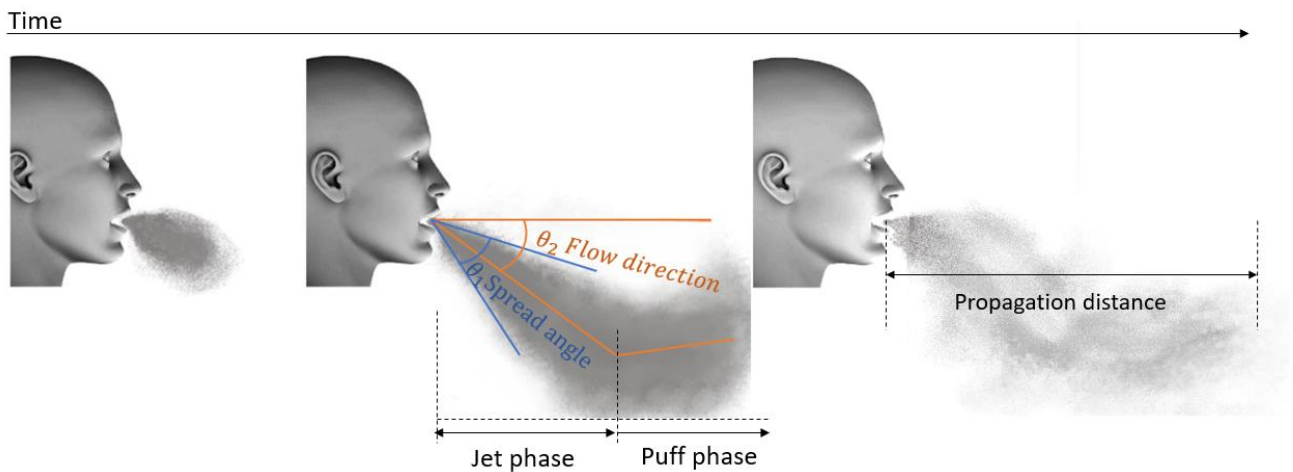 Time
θ₂ Flow direction
θ₁ Spread angle
Propagation distance
Jet phase
Puff phase